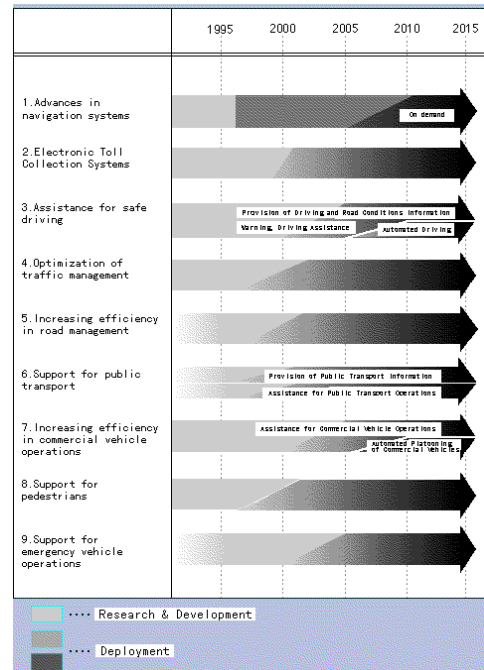 1995 2000 2005 2010 2015
1.Advances in
navigation systems
On demand
2.Electronic Toll
Collection Systems
3.Assistance for safe
driving
Provision of Driving and Road Conditions Information
Warning, Driving Assistance
Automated Driving
4.Optimization of
traffic management
5.Increasing efficiency
in road management
6.Support for public
transport
Provision of Public Transport Information
Assistance for Public Transport Operations
7.Increasing efficiency
in commercial vehicle
operations
Assistance for Commercial Vehicle Operations
Automated Platooning
of Commercial Vehicles
8.Support for
pedestrians
9.Support for
emergency vehicle
operations
···· Research & Development
···· Deployment